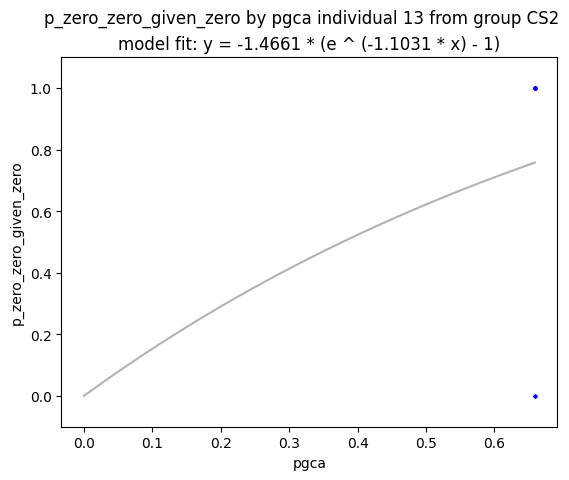 p_zero_zero_given_zero by pgca individual 13 from group CS2
model fit: y = -1.4661 * (e ^ (-1.1031 * x) - 1)
1.0
0.8
0.6
0.4
0.2
0.0
p_zero_zero_given_zero
0.0 0.1 0.2 0.3 0.4 0.5 0.6
pgca